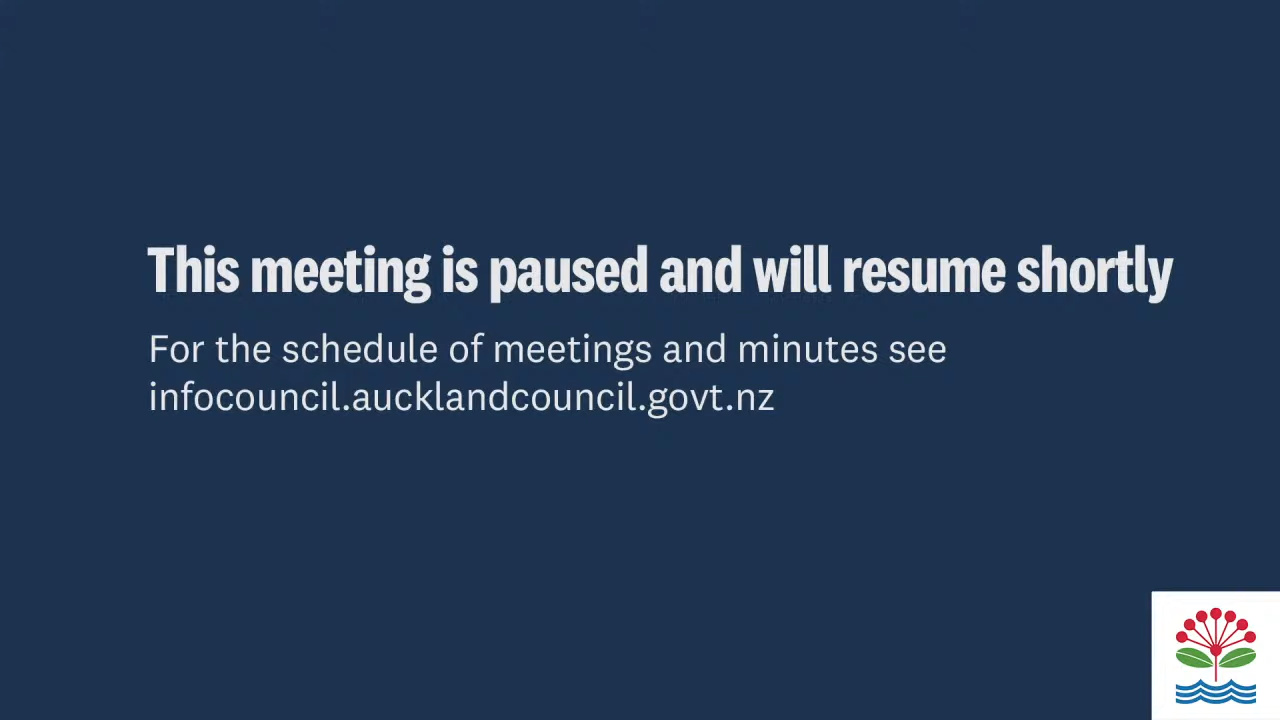 This meeting is paused and will resume shortly
For the schedule of meetings and minutes see
infocouncil.aucklandcouncil.govt.nz